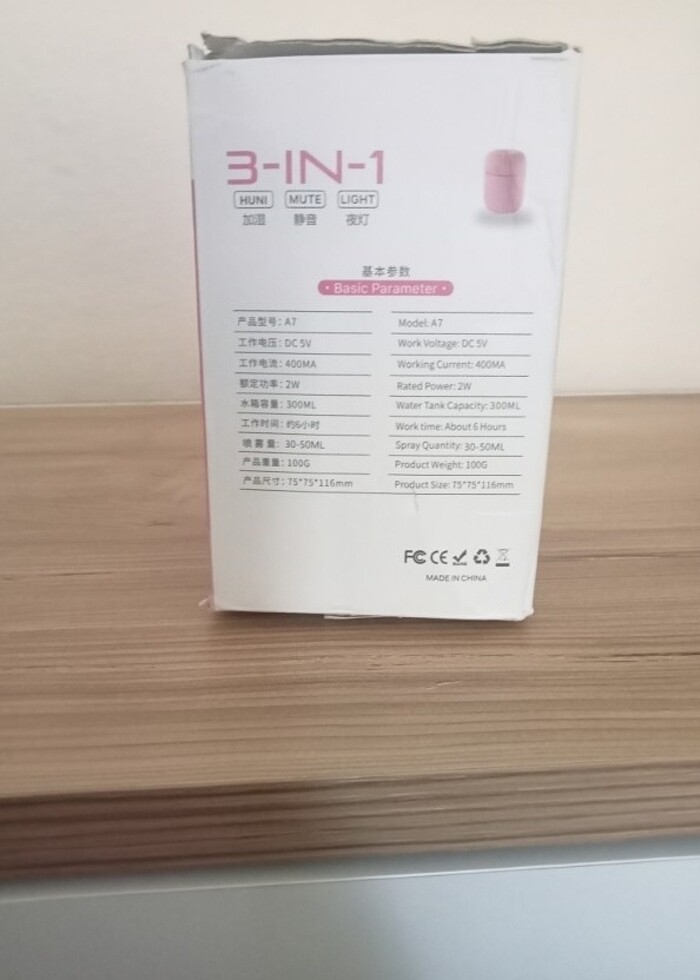 3-IN-1
HUNI MUTE LIGHT
加湿 静音 夜灯
基本参数
• Basic Parameter •
产品型号: A7
工作电压: DC 5V
工作电流: 400MA
额定功率: 2W
水箱容量: 300ML
工作时间: 约6小时
喷雾量: 30-50ML
产品重量: 100G
产品尺寸: 75*75*116mm
Model: A7
Work Voltage: DC 5V
Working Current: 400MA
Rated Power: 2W
Water Tank Capacity: 300ML
Work time: About 6 Hours
Spray Quantity: 30-50ML
Product Weight: 100G
Product Size: 75*75*116mm
FC CE
MADE IN CHINA